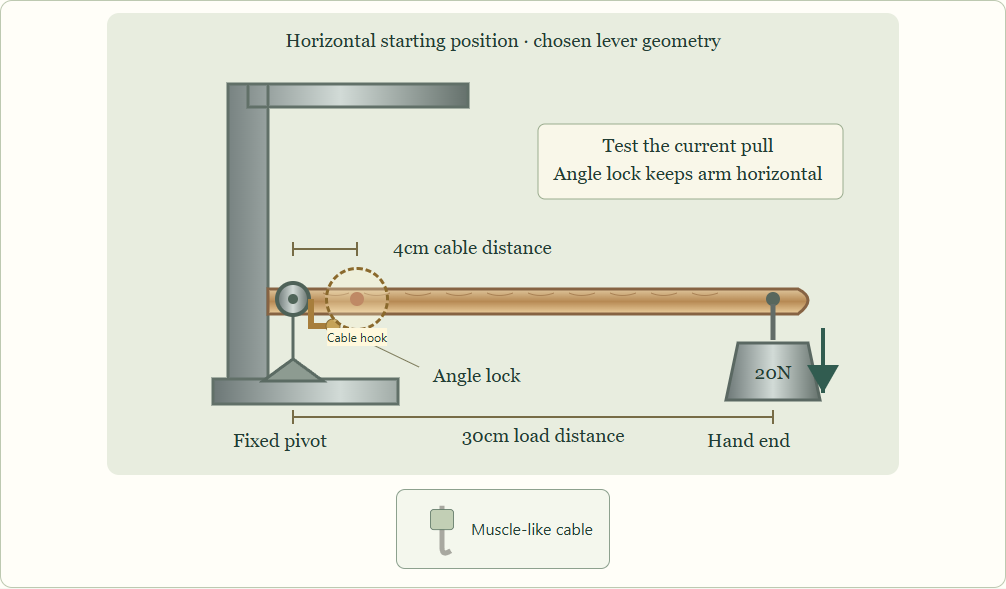 Horizontal starting position · chosen lever geometry
Test the current pull
Angle lock keeps arm horizontal
4cm cable distance
Cable hook
20N
Angle lock
30cm load distance
Fixed pivot
Hand end
Muscle-like cable